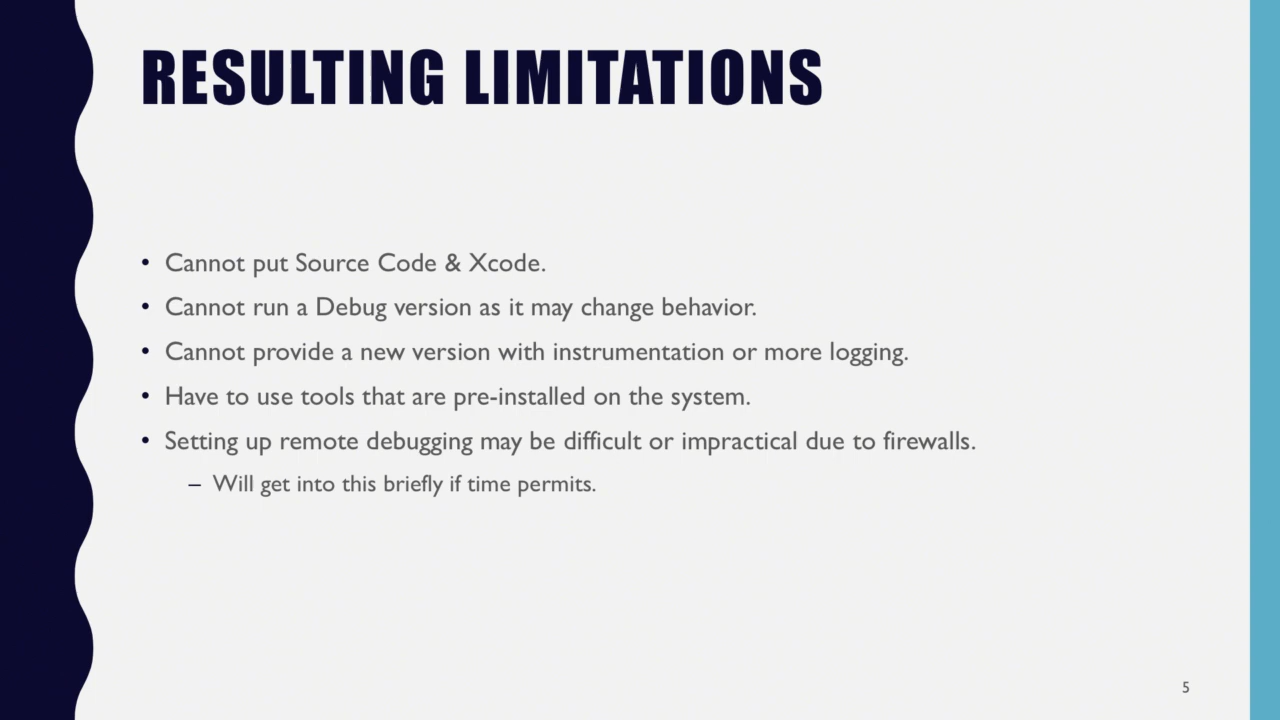 RESULTING LIMITATIONS
• Cannot put Source Code & Xcode.
• Cannot run a Debug version as it may change behavior.
• Cannot provide a new version with instrumentation or more logging.
• Have to use tools that are pre-installed on the system.
• Setting up remote debugging may be difficult or impractical due to firewalls.
– Will get into this briefly if time permits.
5